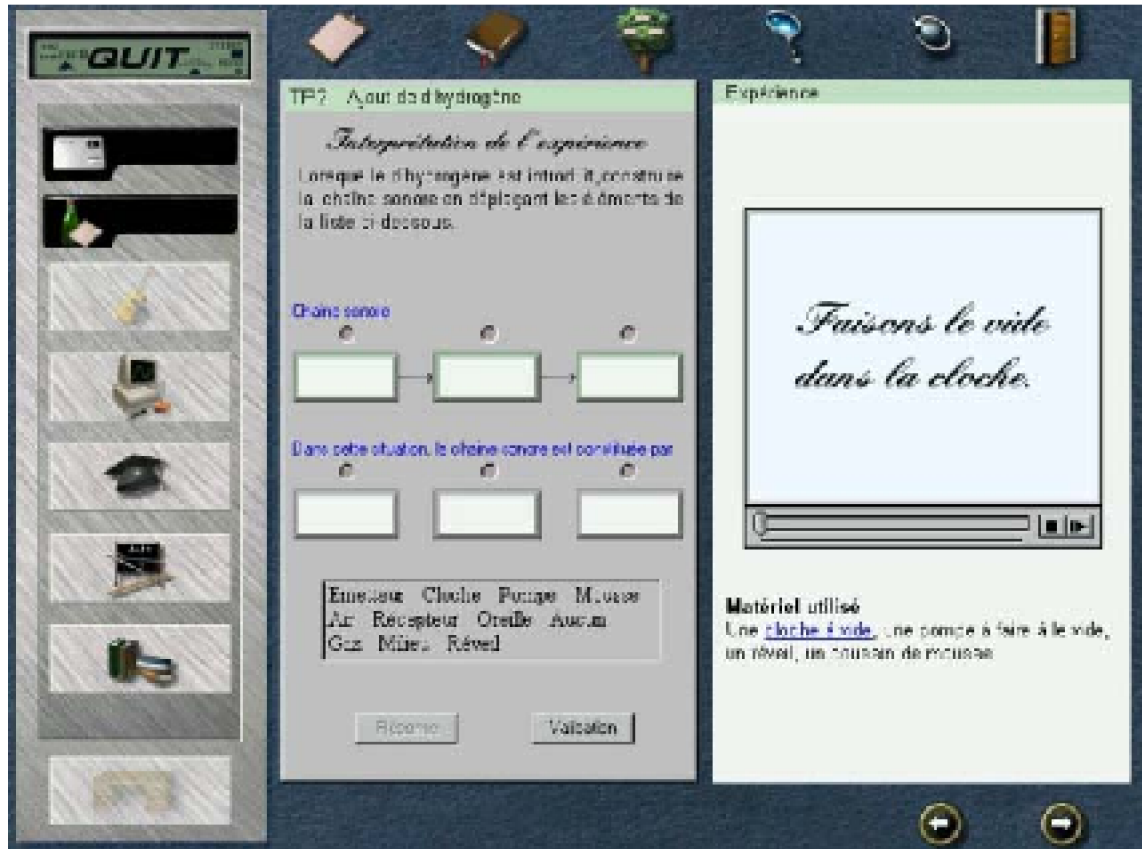 QUIT
TP2 Ajout de dihydrogène
Expérience
Interprétation de l'expérience
Lorsque le dihydrogène est introduit, construire
la chaîne sonore en déplaçant les éléments de
la liste ci-dessous.
Chaîne sonore
Dans cette situation, la chaîne sonore est constituée par
Emetteur Cloche Pompe Mousse
Air Récepteur Oreille Aucun
Gaz Milieu Réveil
Réponse
Validation
Faisons le vide
dans la cloche.
Matériel utilisé
Une cloche à vide, une pompe à faire à le vide,
un réveil, un coussin de mousse